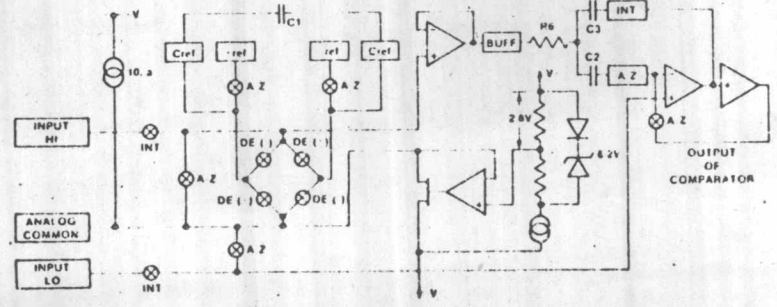 V
C1
Cref
ref
ref
Cref
10
A Z
A.Z
INPUT
HI
INT
A.Z
DE
DE
DE
DE
ANALOG
COMMON
A Z
INPUT
LO
INT
BUFF
R6
C3
INT
C2
A Z
V
2 8V
6 2V
A Z
OUTPUT
OF
COMPARATOR
V